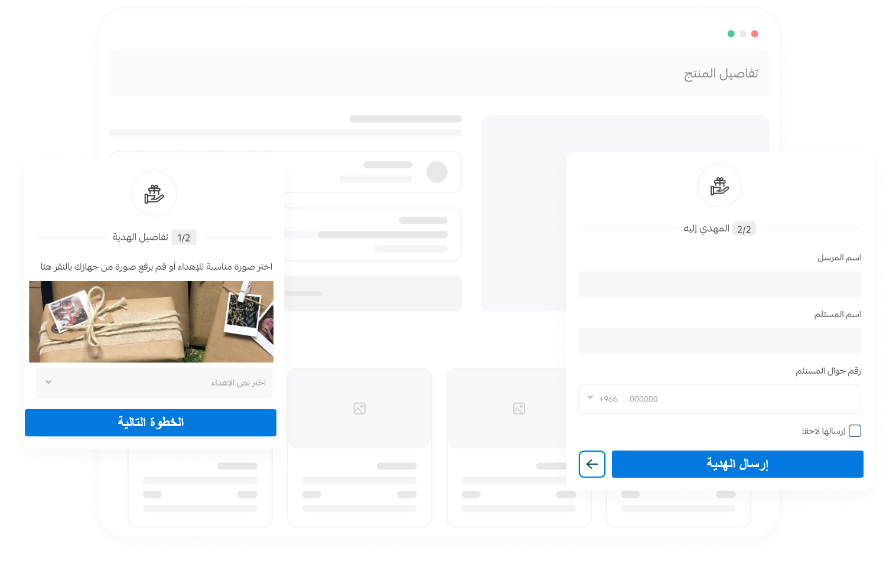 تفاصيل المنتج
2/2 المهدي إليه
اسم المرسل
اسم المستلم
رقم جوال المستلم
+966 000000
إرسالها لاحقا
إرسال الهدية
1/2 تفاصيل الهدية
اختر صورة مناسبة للإهداء أو قم برفع صورة من جهازك بالنقر هنا
اختر نص الاهداء
الخطوة التالية